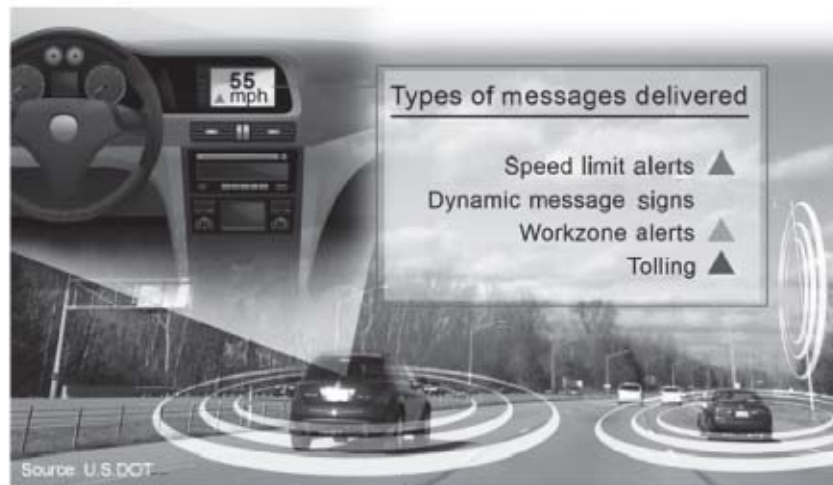 55
mph
Types of messages delivered
Speed limit alerts
Dynamic message signs
Workzone alerts
Tolling
Source: U.S.DOT